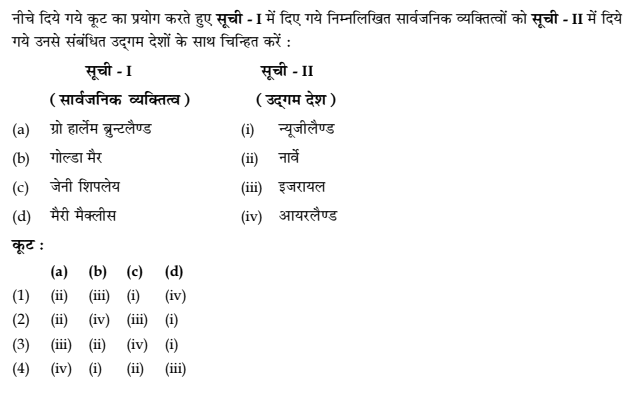 नीचे दिये गये कूट का प्रयोग करते हुए सूची - I में दिए गये निम्नलिखित सार्वजनिक व्यक्तित्वों को सूची - II में दिये
गये उनसे संबंधित उद्गम देशों के साथ चिन्हित करें :
सूची - I सूची - II
( सार्वजनिक व्यक्तित्व ) ( उद्गम देश )
(a) ग्रो हार्लेम ब्रुन्टलैण्ड (i) न्यूजीलैण्ड
(b) गोल्डा मैर (ii) नार्वे
(c) जेनी शिपलेय (iii) इजरायल
(d) मैरी मैक्लीस (iv) आयरलैण्ड
कूट :
(a) (b) (c) (d)
(1) (ii) (iii) (i) (iv)
(2) (ii) (iv) (iii) (i)
(3) (iii) (ii) (iv) (i)
(4) (iv) (i) (ii) (iii)